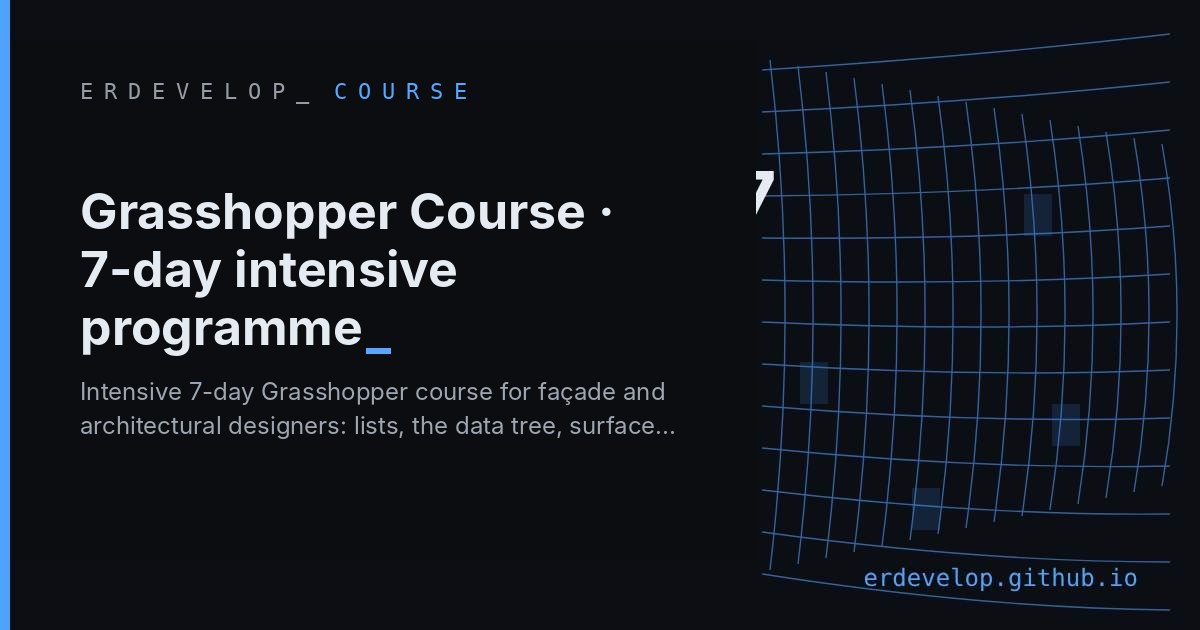 ERDEVELOP_ COURSE
Grasshopper Course ·
7-day intensive
programme_
Intensive 7-day Grasshopper course for façade and
architectural designers: lists, the data tree, surface…
7
erdevelop.github.io